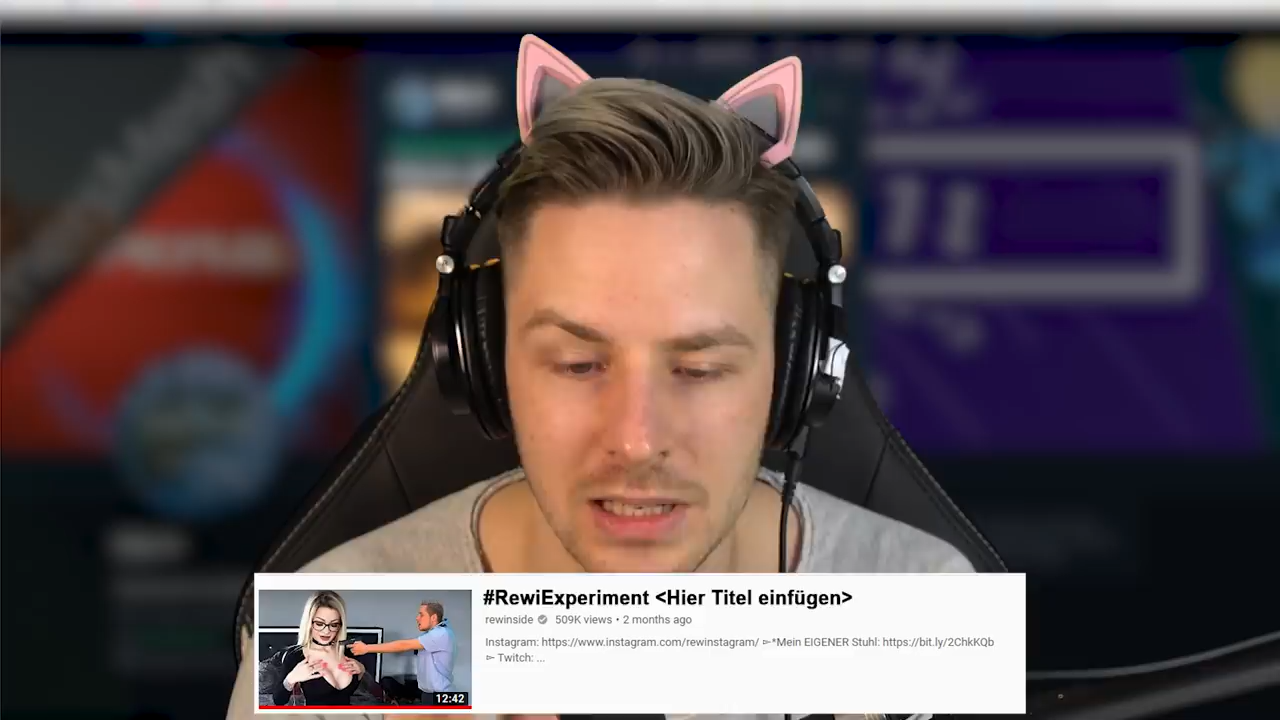 #RewiExperiment <Hier Titel einfügen>
rewinside 509K views • 2 months ago
Instagram: https://www.instagram.com/rewinstagram/ ▻*Mein EIGENER Stuhl: https://bit.ly/2ChkKQb
▻ Twitch: ...
12:42